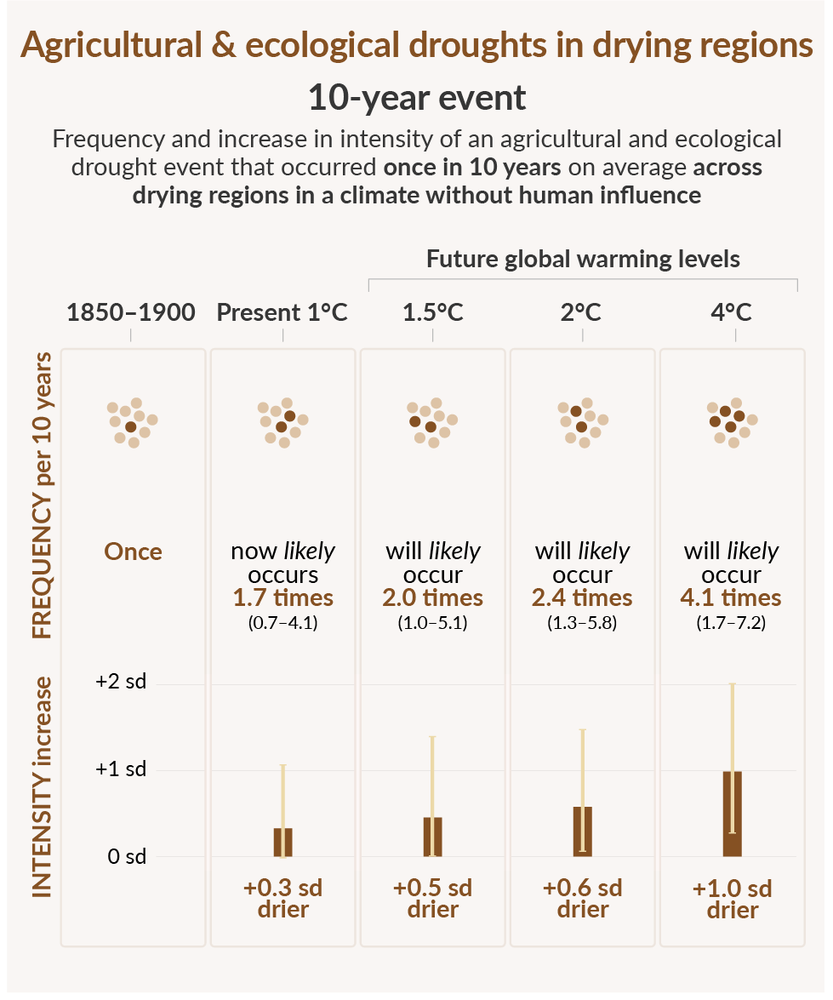 Agricultural & ecological droughts in drying regions
10-year event
Frequency and increase in intensity of an agricultural and ecological
drought event that occurred once in 10 years on average across
drying regions in a climate without human influence
Future global warming levels
1850–1900
Present 1°C
1.5°C
2°C
4°C
FREQUENCY per 10 years
Once
now likely
occurs
1.7 times
(0.7–4.1)
will likely
occur
2.0 times
(1.0–5.1)
will likely
occur
2.4 times
(1.3–5.8)
will likely
occur
4.1 times
(1.7–7.2)
INTENSITY increase
+2 sd
+1 sd
0 sd
+0.3 sd
drier
+0.5 sd
drier
+0.6 sd
drier
+1.0 sd
drier